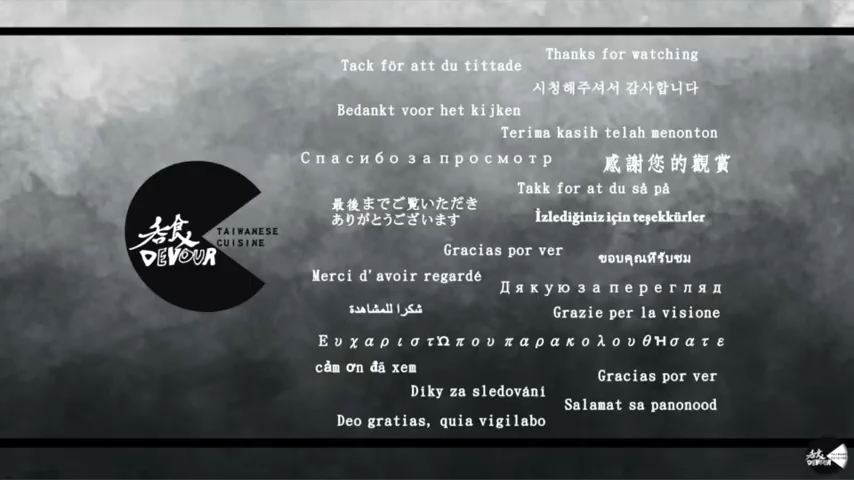 Thanks for watching
Tack för att du tittade
시청해주셔서 감사합니다
Bedankt voor het kijken
Terima kasih telah menonton
Спасибо за просмотр
感謝您的觀賞
Takk for at du så på
最後までご覧いただき
ありがとうございます
İzlediğiniz için teşekkürler
吞食
DEVOUR
TAIWANESE
CUISINE
Gracias por ver
ขอบคุณที่รับชม
Merci d'avoir regardé
Дякую за перегляд
شكرا للمشاهدة
Grazie per la visione
ΕυχαριστΏ που παρακολουθΉσατε
cảm ơn đã xem
Gracias por ver
Díky za sledování
Salamat sa panonood
Deo gratias, quia vigilabo
吞食
DEVOUR